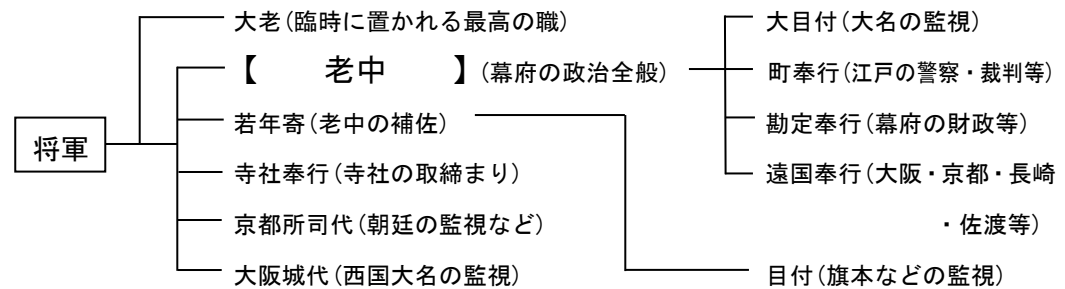 将軍
大老(臨時に置かれる最高の職)
【 老中 】(幕府の政治全般)
若年寄(老中の補佐)
寺社奉行(寺社の取締まり)
京都所司代(朝廷の監視など)
大阪城代(西国大名の監視)
大目付(大名の監視)
町奉行(江戸の警察・裁判等)
勘定奉行(幕府の財政等)
遠国奉行(大阪・京都・長崎
・佐渡等)
目付(旗本などの監視)